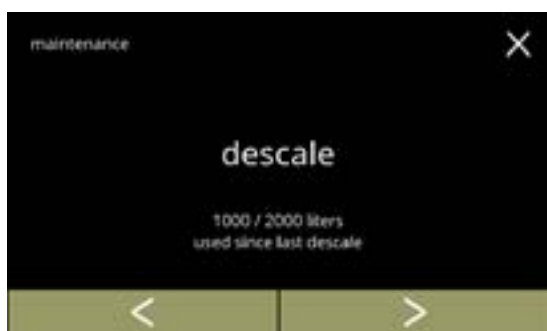 maintenance
descale
1000 / 2000 liters
used since last descale